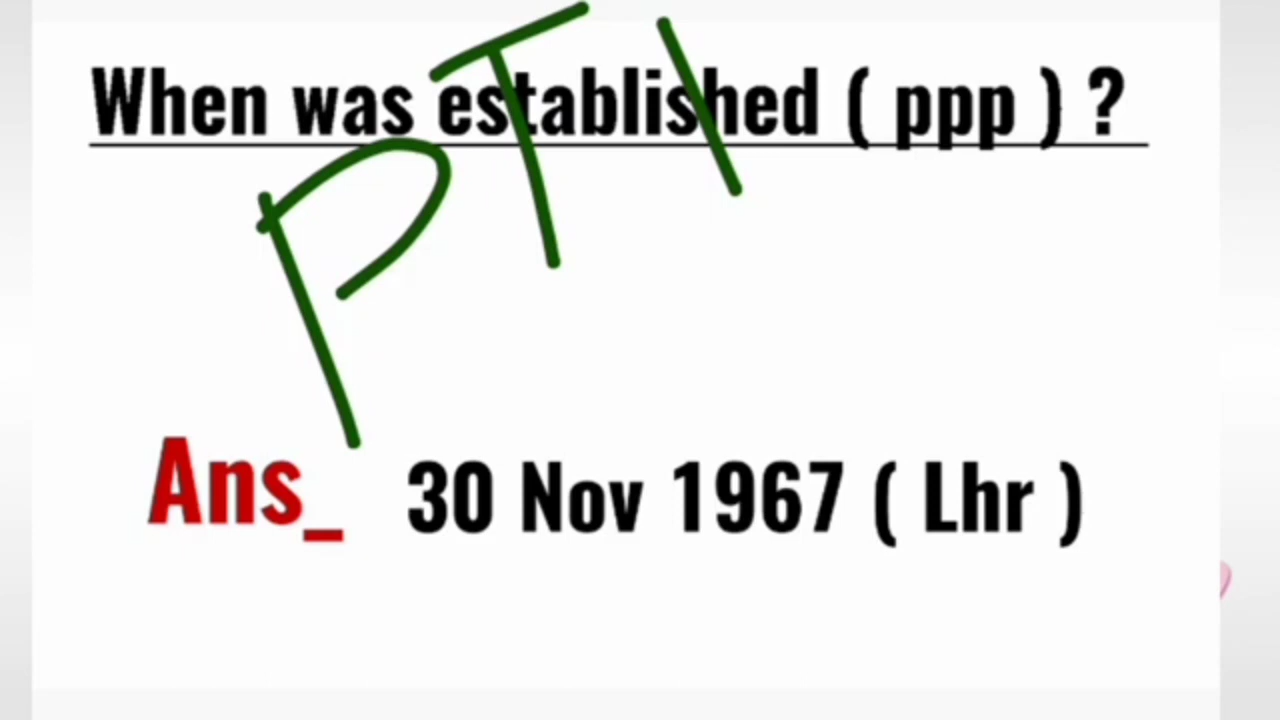 When was established ( ppp ) ?
PTI
Ans_ 30 Nov 1967 ( Lhr )